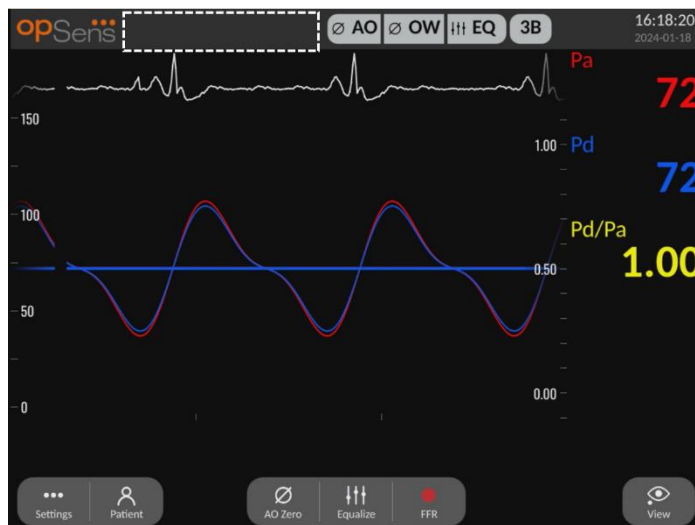 opSens
Ø AO Ø OW EQ 3B
16:18:20
2024-01-18
Pa
72
150
1.00
Pd
72
100
Pd/Pa
1.00
0.50
50
0.00
0
Settings
Patient
AO Zero
Equalize
FFR
View